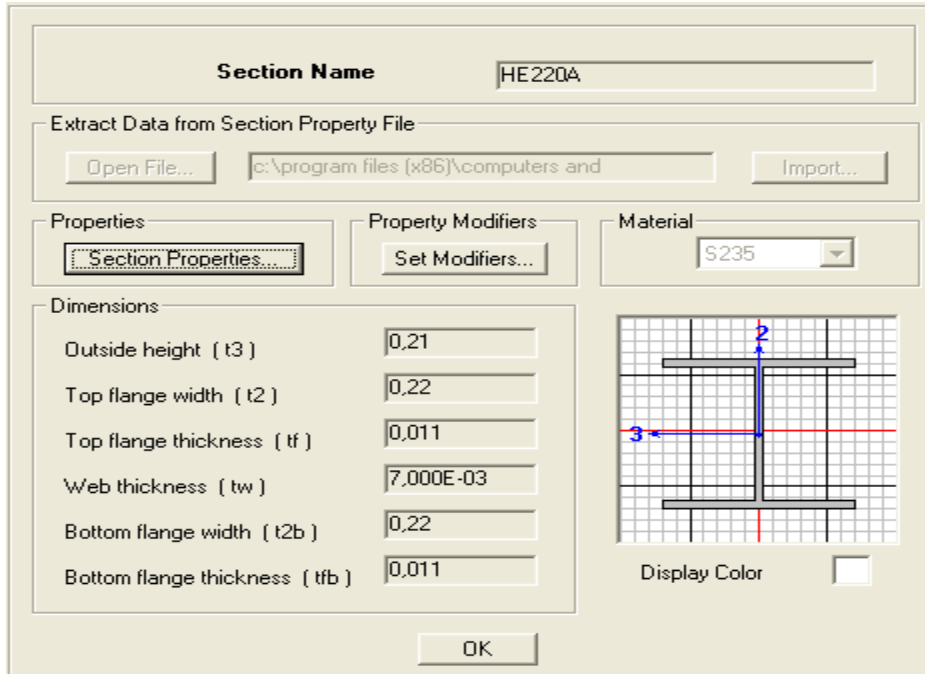 Section Name HE220A
Extract Data from Section Property File
Open File... c:\program files (x86)\computers and Import...
Properties Property Modifiers Material
Section Properties... Set Modifiers... S235
Dimensions
Outside height ( t3 ) 0,21
Top flange width ( t2 ) 0,22
Top flange thickness ( tf ) 0,011
Web thickness ( tw ) 7,000E-03
Bottom flange width ( t2b ) 0,22
Bottom flange thickness ( tfb ) 0,011
2
3
Display Color
OK